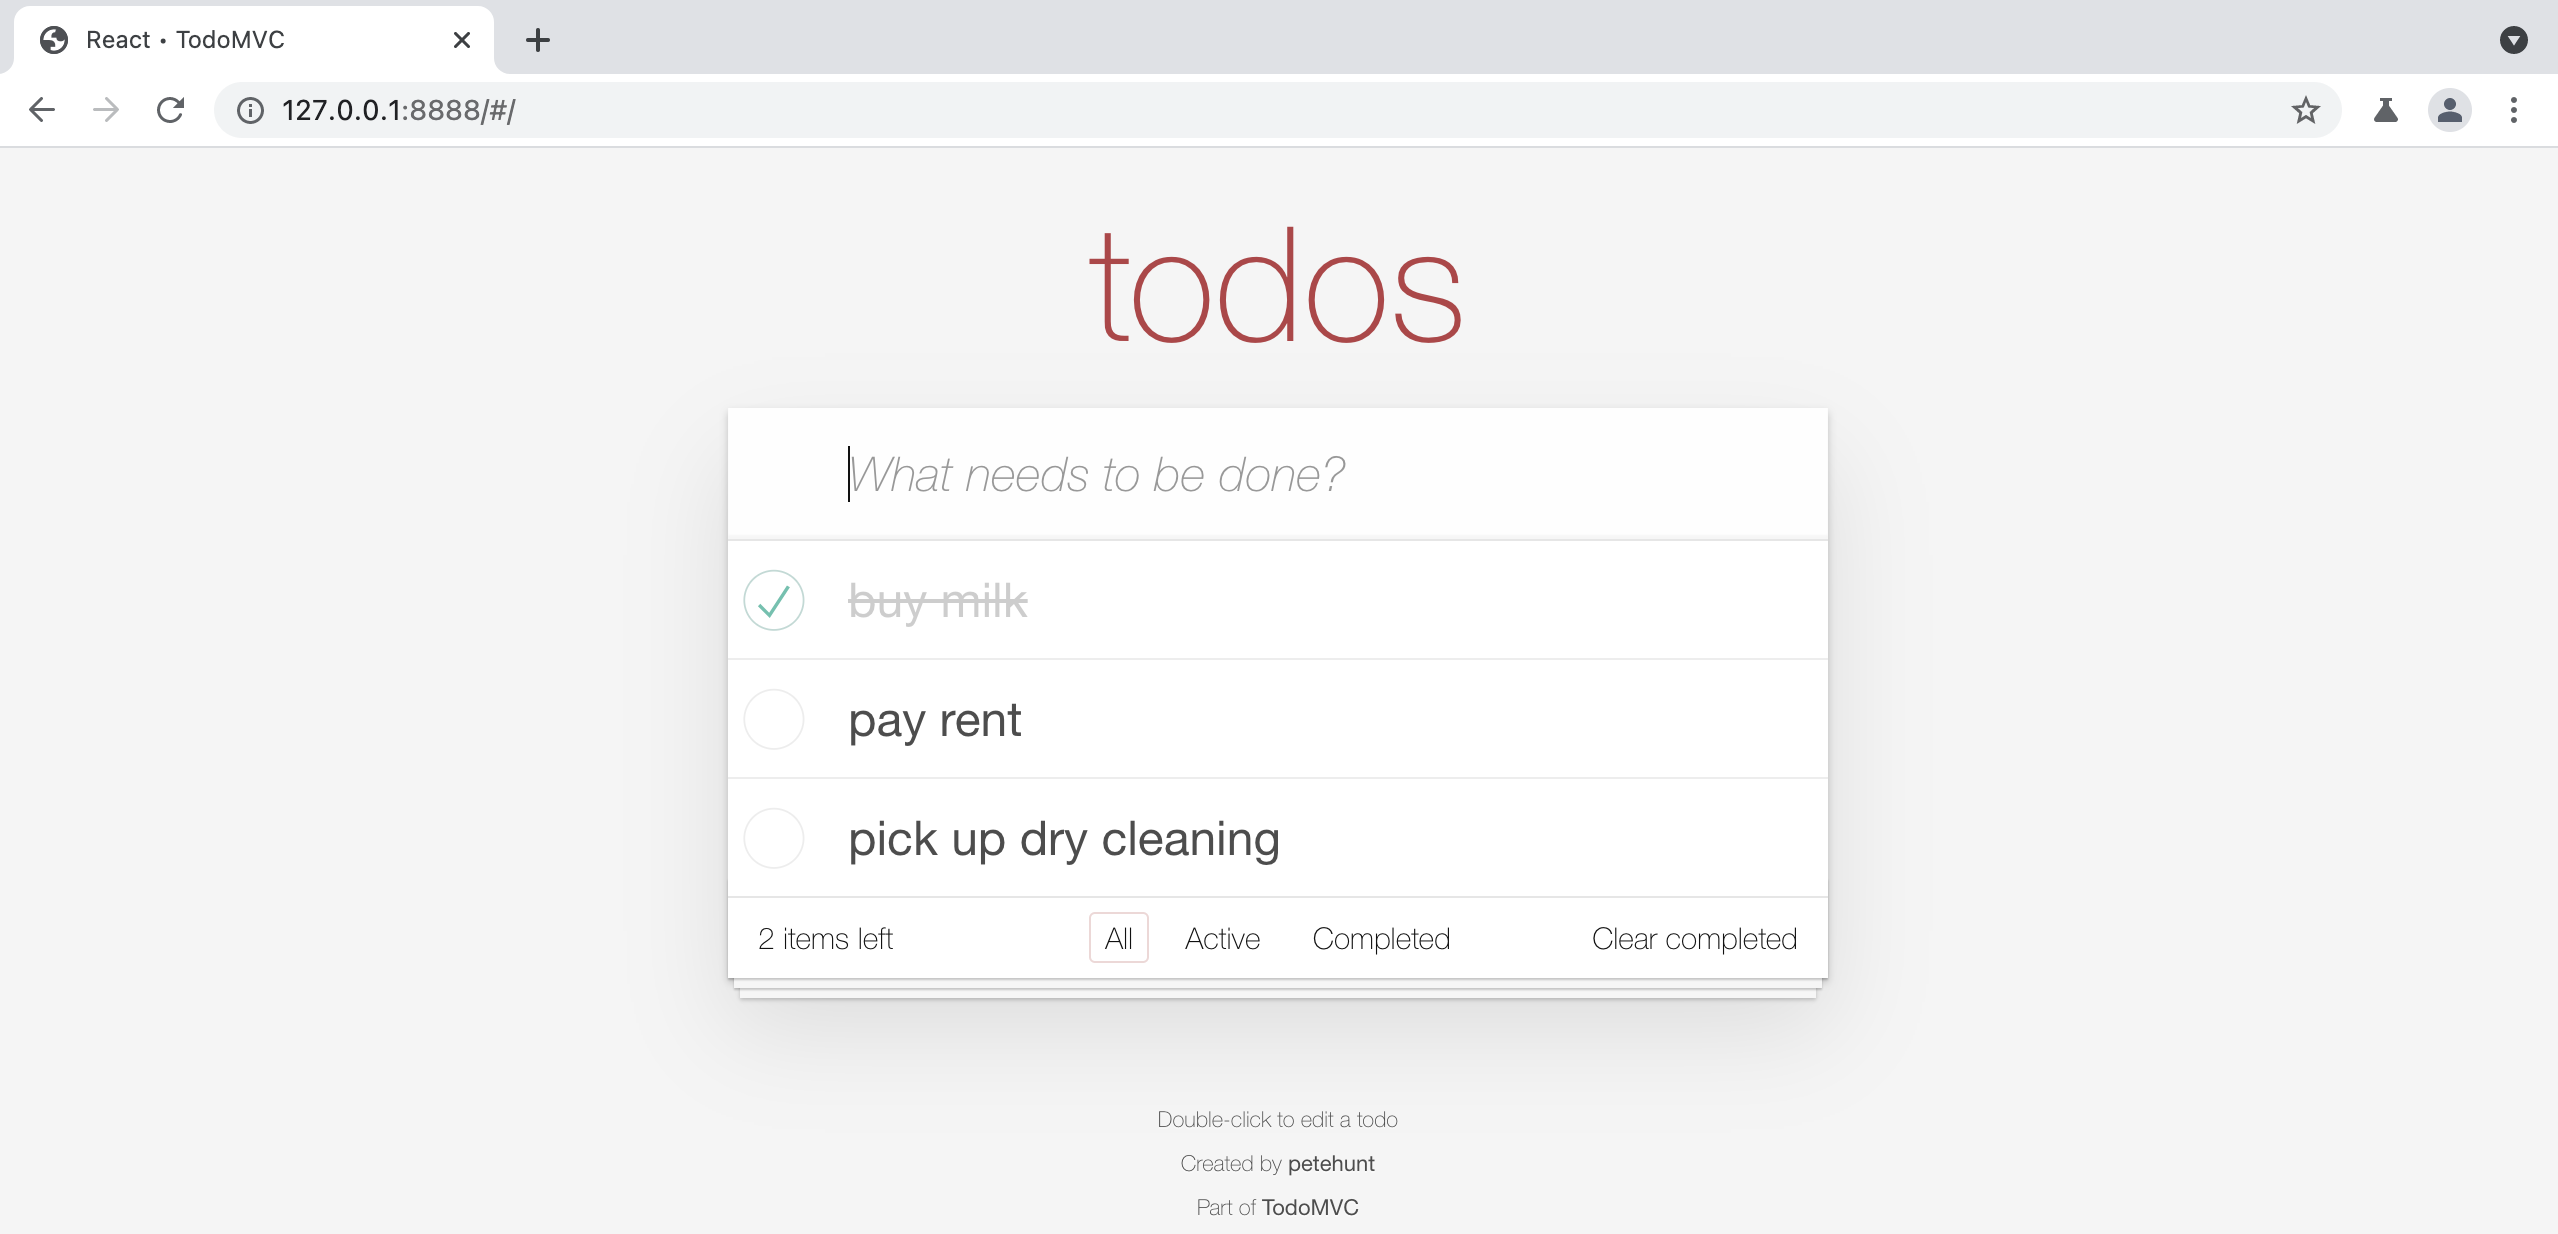 React • TodoMVC
127.0.0.1:8888/#/
todos
What needs to be done?
buy milk
pay rent
pick up dry cleaning
2 items left All Active Completed Clear completed
Double-click to edit a todo
Created by petehunt
Part of TodoMVC